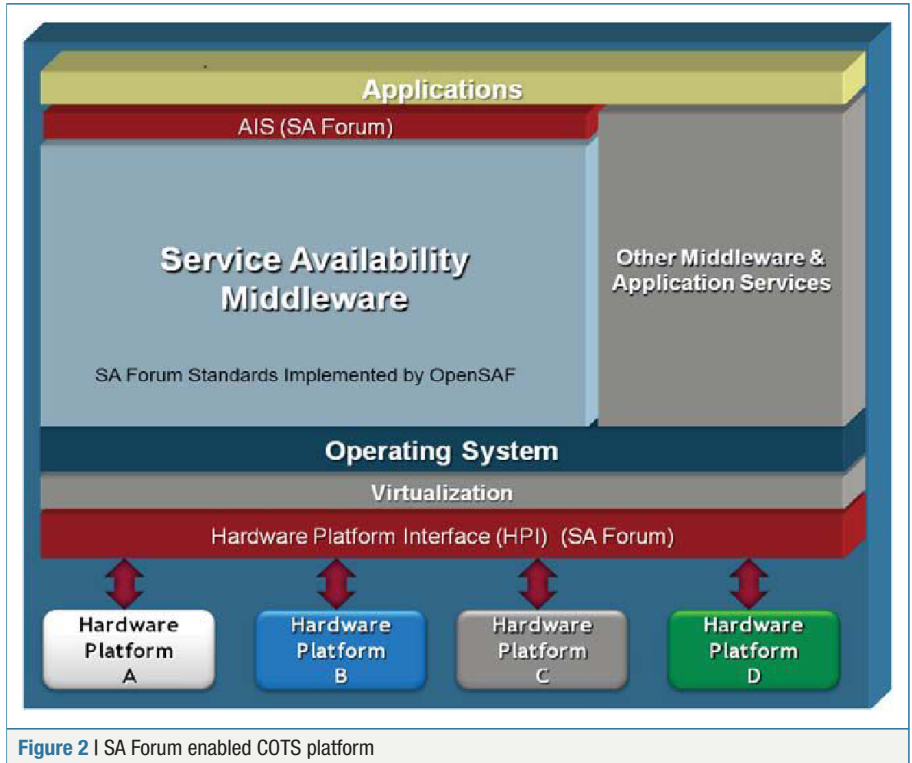 Applications
AIS (SA Forum)
Service Availability
Middleware
SA Forum Standards Implemented by OpenSAF
Other Middleware &
Application Services
Operating System
Virtualization
Hardware Platform Interface (HPI) (SA Forum)
Hardware
Platform
A
Hardware
Platform
B
Hardware
Platform
C
Hardware
Platform
D
Figure 2 | SA Forum enabled COTS platform